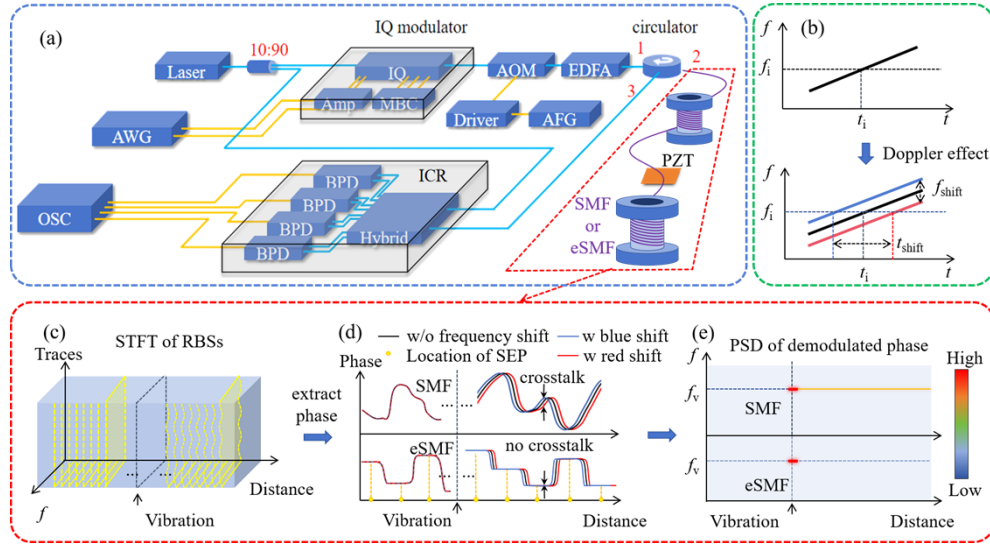 (a)
IQ modulator
circulator
10:90
Laser
IQ
AOM
EDFA
1
2
3
Amp
MBC
AWG
Driver
AFG
PZT
ICR
BPD
BPD
BPD
BPD
OSC
Hybrid
SMF
or
eSMF
(b)
f
fi
ti
t
Doppler effect
f
fshift
fi
tshift
ti
t
(c)
STFT of RBSs
Traces
...
...
Distance
f
Vibration
extract
phase
(d)
w/o frequency shift
w blue shift
Location of SEP
w red shift
Phase
SMF
crosstalk
...
...
eSMF
no crosstalk
...
...
Vibration
Distance
(e)
PSD of demodulated phase
f
fv
SMF
fv
eSMF
Vibration
Distance
High
Low